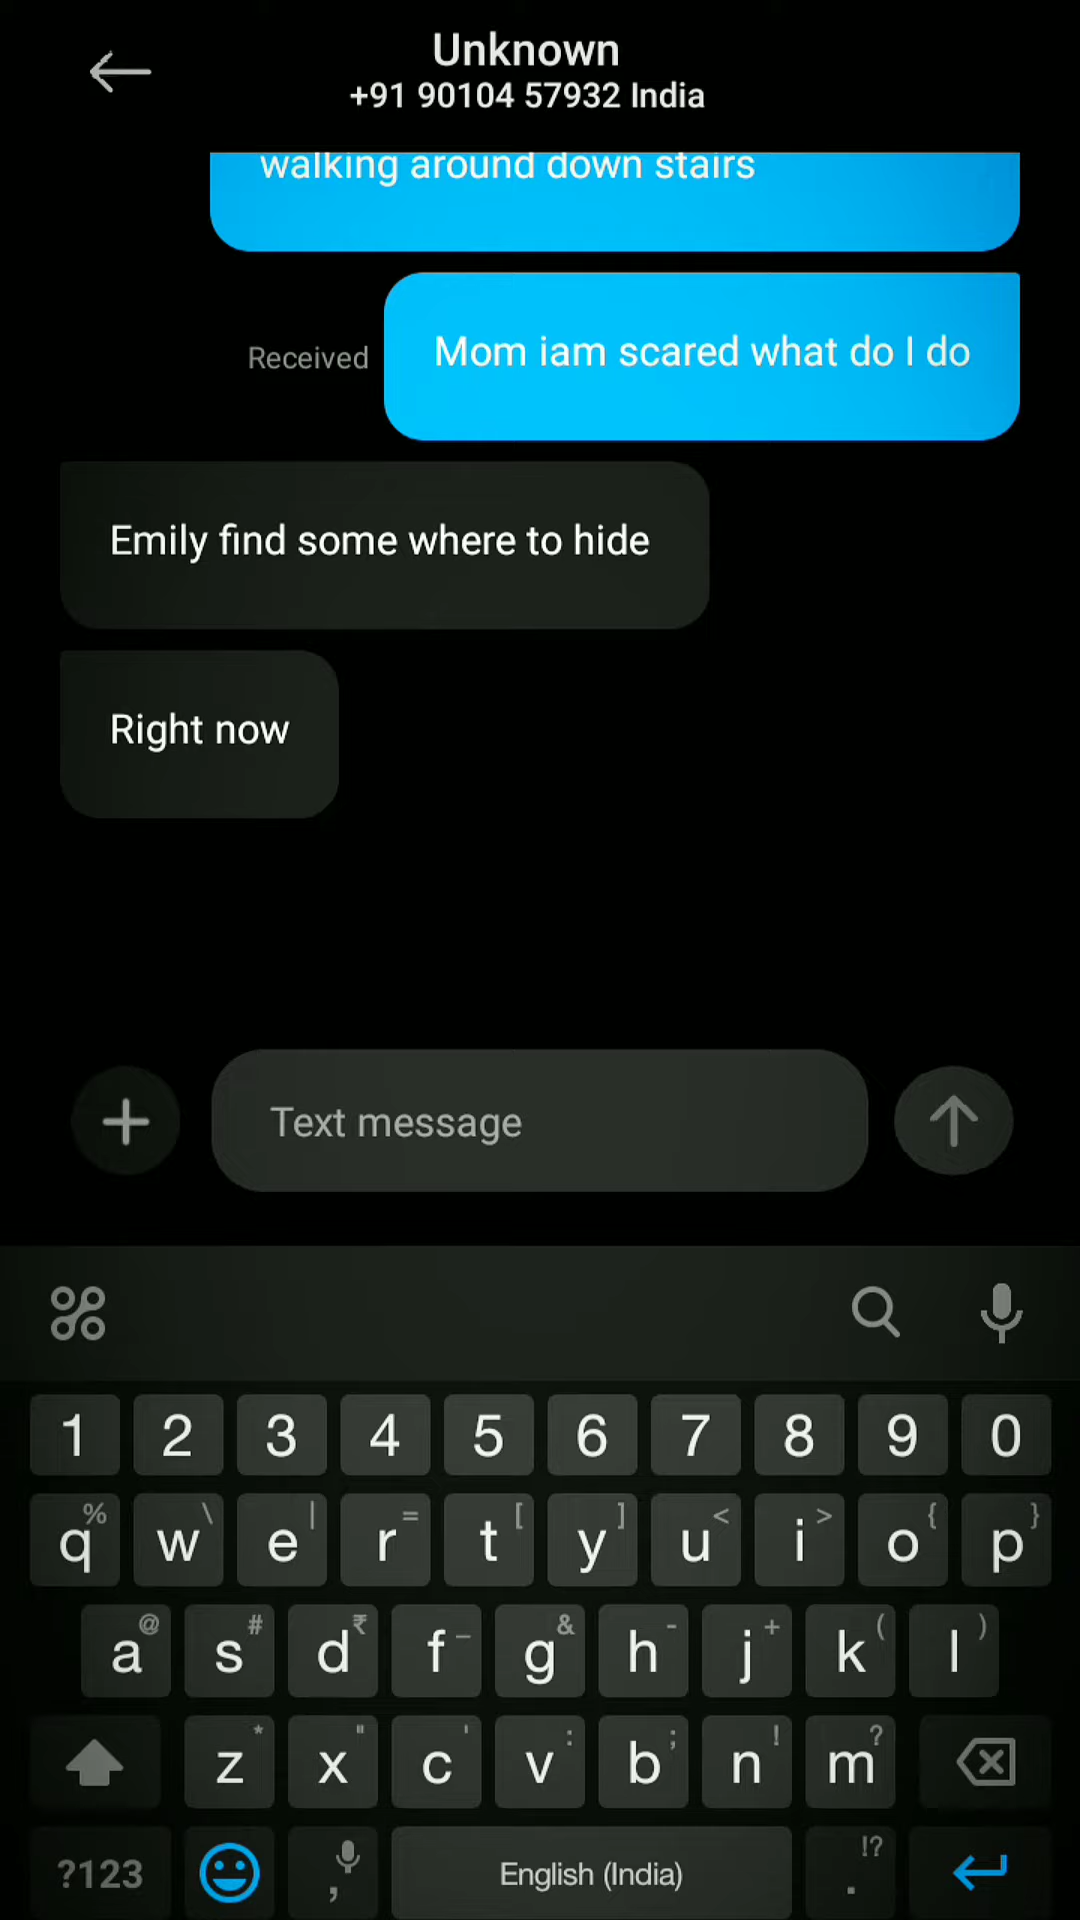 Unknown
+91 90104 57932 India
walking around down stairs
Received
Mom iam scared what do I do
Emily find some where to hide
Right now
Text message
1 2 3 4 5 6 7 8 9 0
% \ | = [ ] < > { }
q w e r t y u i o p
@ # ₹ _ & - + ( )
a s d f g h j k l
* " ' : ; ! ?
z x c v b n m
?123 , English (India) !? .